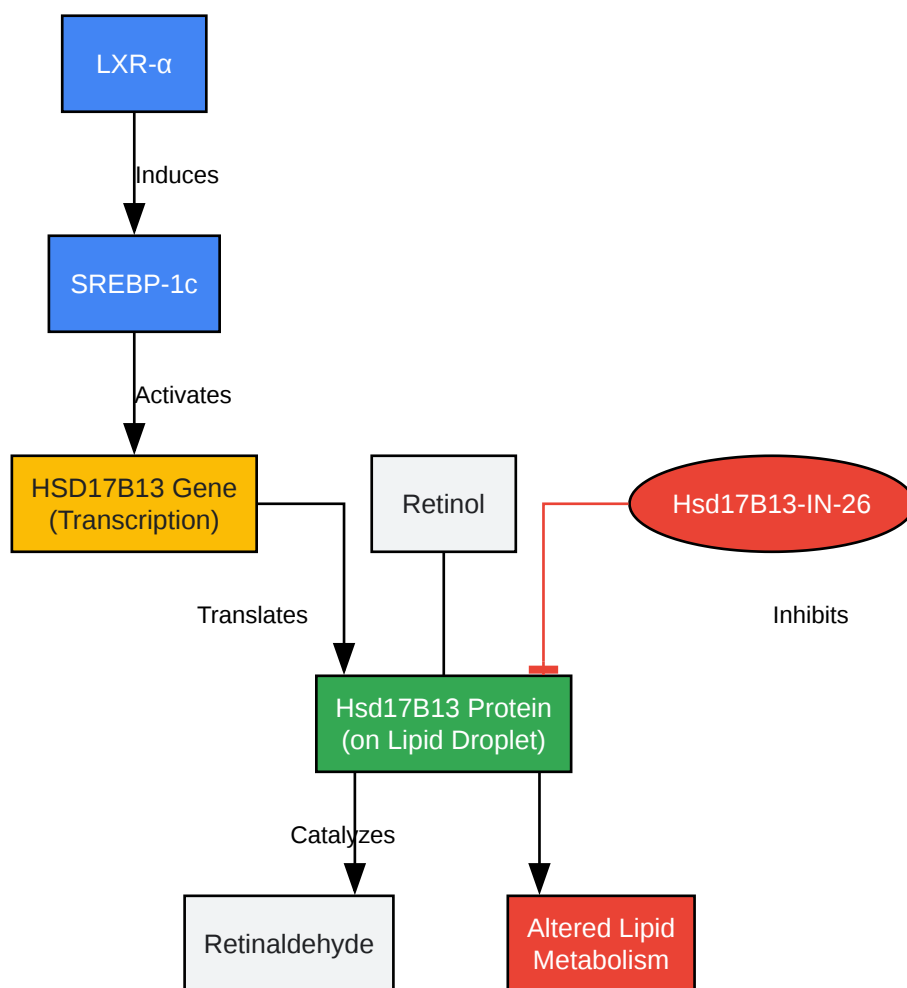 LXR-α
Induces
SREBP-1c
Activates
HSD17B13 Gene
(Transcription)
Retinol
Hsd17B13-IN-26
Translates
Inhibits
Hsd17B13 Protein
(on Lipid Droplet)
Catalyzes
Retinaldehyde
Altered Lipid
Metabolism